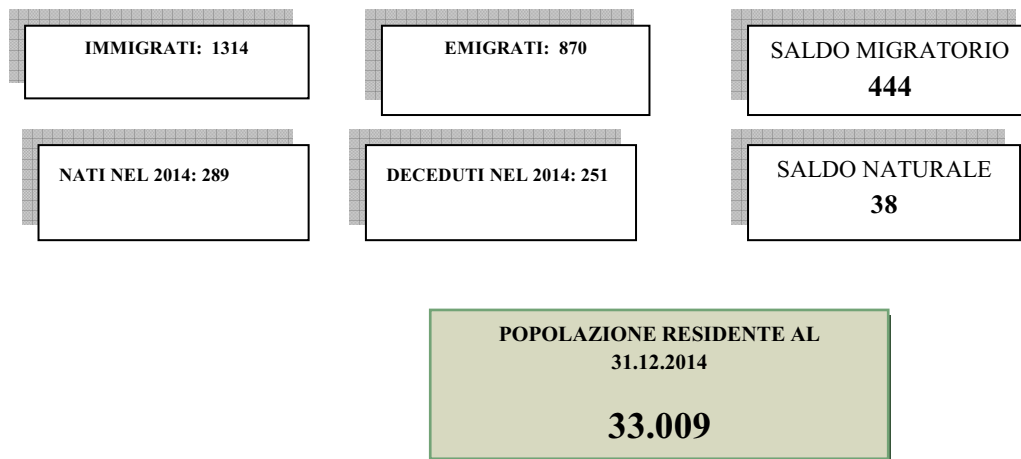 IMMIGRATI: 1314
EMIGRATI: 870
SALDO MIGRATORIO
444
NATI NEL 2014: 289
DECEDUTI NEL 2014: 251
SALDO NATURALE
38
POPOLAZIONE RESIDENTE AL
31.12.2014
33.009